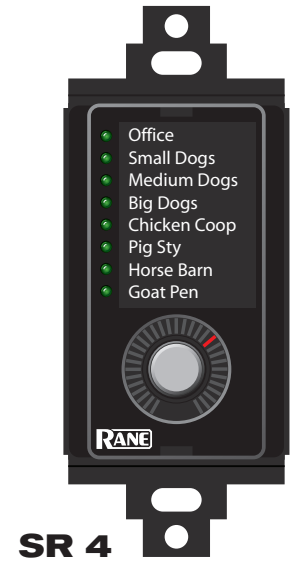 Office
Small Dogs
Medium Dogs
Big Dogs
Chicken Coop
Pig Sty
Horse Barn
Goat Pen
RANE
SR 4